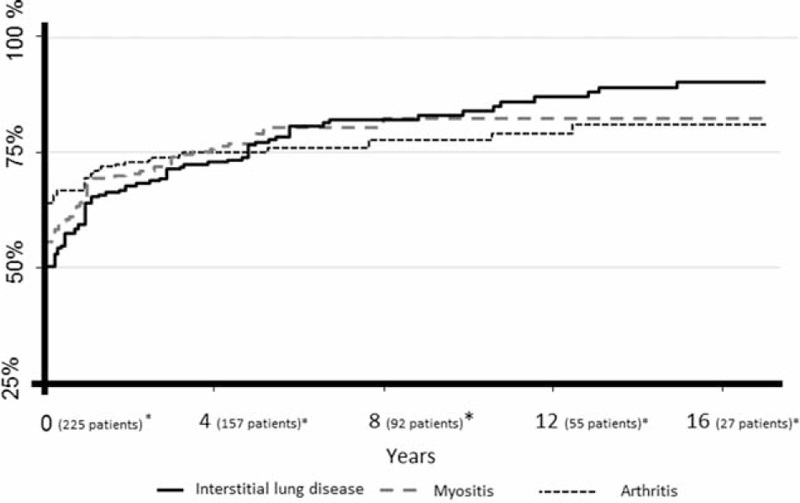 100 %
75%
50%
25%
0 (225 patients)* 4 (157 patients)* 8 (92 patients)* 12 (55 patients)* 16 (27 patients)*
Years
Interstitial lung disease Myositis Arthritis